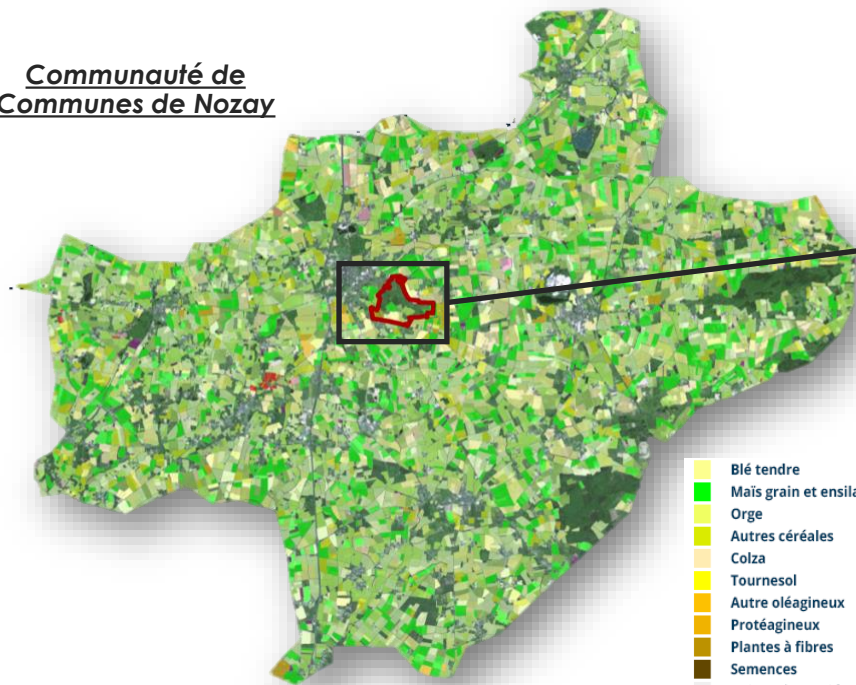 Communauté de
Communes de Nozay
Blé tendre
Maïs grain et ensila
Orge
Autres céréales
Colza
Tournesol
Autre oléagineux
Protéagineux
Plantes à fibres
Semences